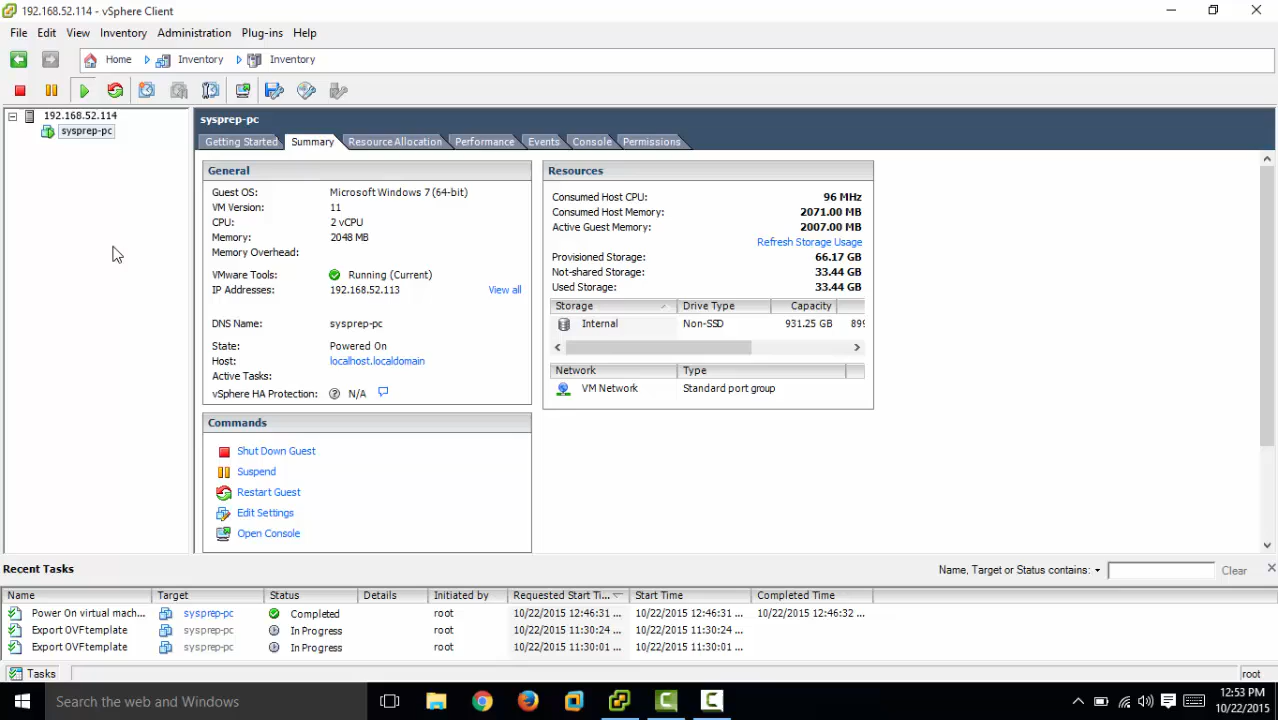 192.168.52.114 - vSphere Client
File Edit View Inventory Administration Plug-ins Help
Home Inventory Inventory
192.168.52.114
sysprep-pc
sysprep-pc
Getting Started Summary Resource Allocation Performance Events Console Permissions
General
Guest OS: Microsoft Windows 7 (64-bit)
VM Version: 11
CPU: 2 vCPU
Memory: 2048 MB
Memory Overhead:
VMware Tools: Running (Current)
IP Addresses: 192.168.52.113 View all
DNS Name: sysprep-pc
State: Powered On
Host: localhost.localdomain
Active Tasks:
vSphere HA Protection: N/A
Commands
Shut Down Guest
Suspend
Restart Guest
Edit Settings
Open Console
Resources
Consumed Host CPU: 96 MHz
Consumed Host Memory: 2071.00 MB
Active Guest Memory: 2007.00 MB
Refresh Storage Usage
Provisioned Storage: 66.17 GB
Not-shared Storage: 33.44 GB
Used Storage: 33.44 GB
Storage Drive Type Capacity
Internal Non-SSD 931.25 GB 899
Network Type
VM Network Standard port group
Recent Tasks Name, Target or Status contains: Clear
Name Target Status Details Initiated by Requested Start Ti... Start Time Completed Time
Power On virtual mach... sysprep-pc Completed root 10/22/2015 12:46:31 ... 10/22/2015 12:46:31 ... 10/22/2015 12:46:32 ...
Export OVF template sysprep-pc In Progress root 10/22/2015 11:30:24 ... 10/22/2015 11:30:24 ...
Export OVF template sysprep-pc In Progress root 10/22/2015 11:30:01 ... 10/22/2015 11:30:01 ...
Tasks root
Search the web and Windows 12:53 PM
10/22/2015